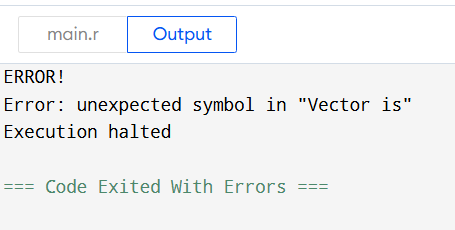 main.r Output
ERROR!
Error: unexpected symbol in "Vector is"
Execution halted
=== Code Exited With Errors ===